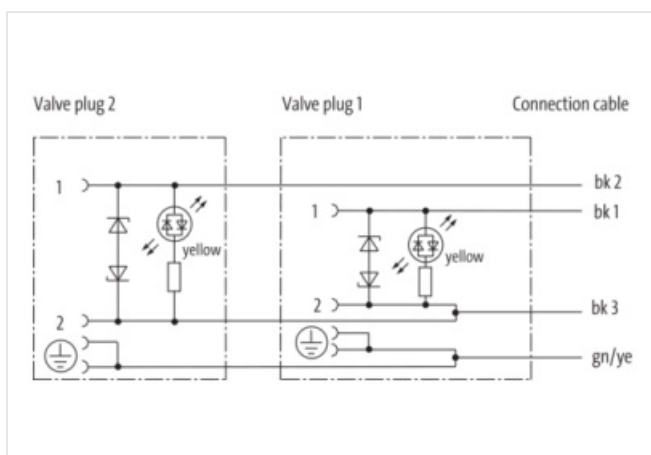 Valve plug 2 Valve plug 1 Connection cable
1 bk 2
1 bk 1
yellow yellow
2 bk 3
2
gn/ye